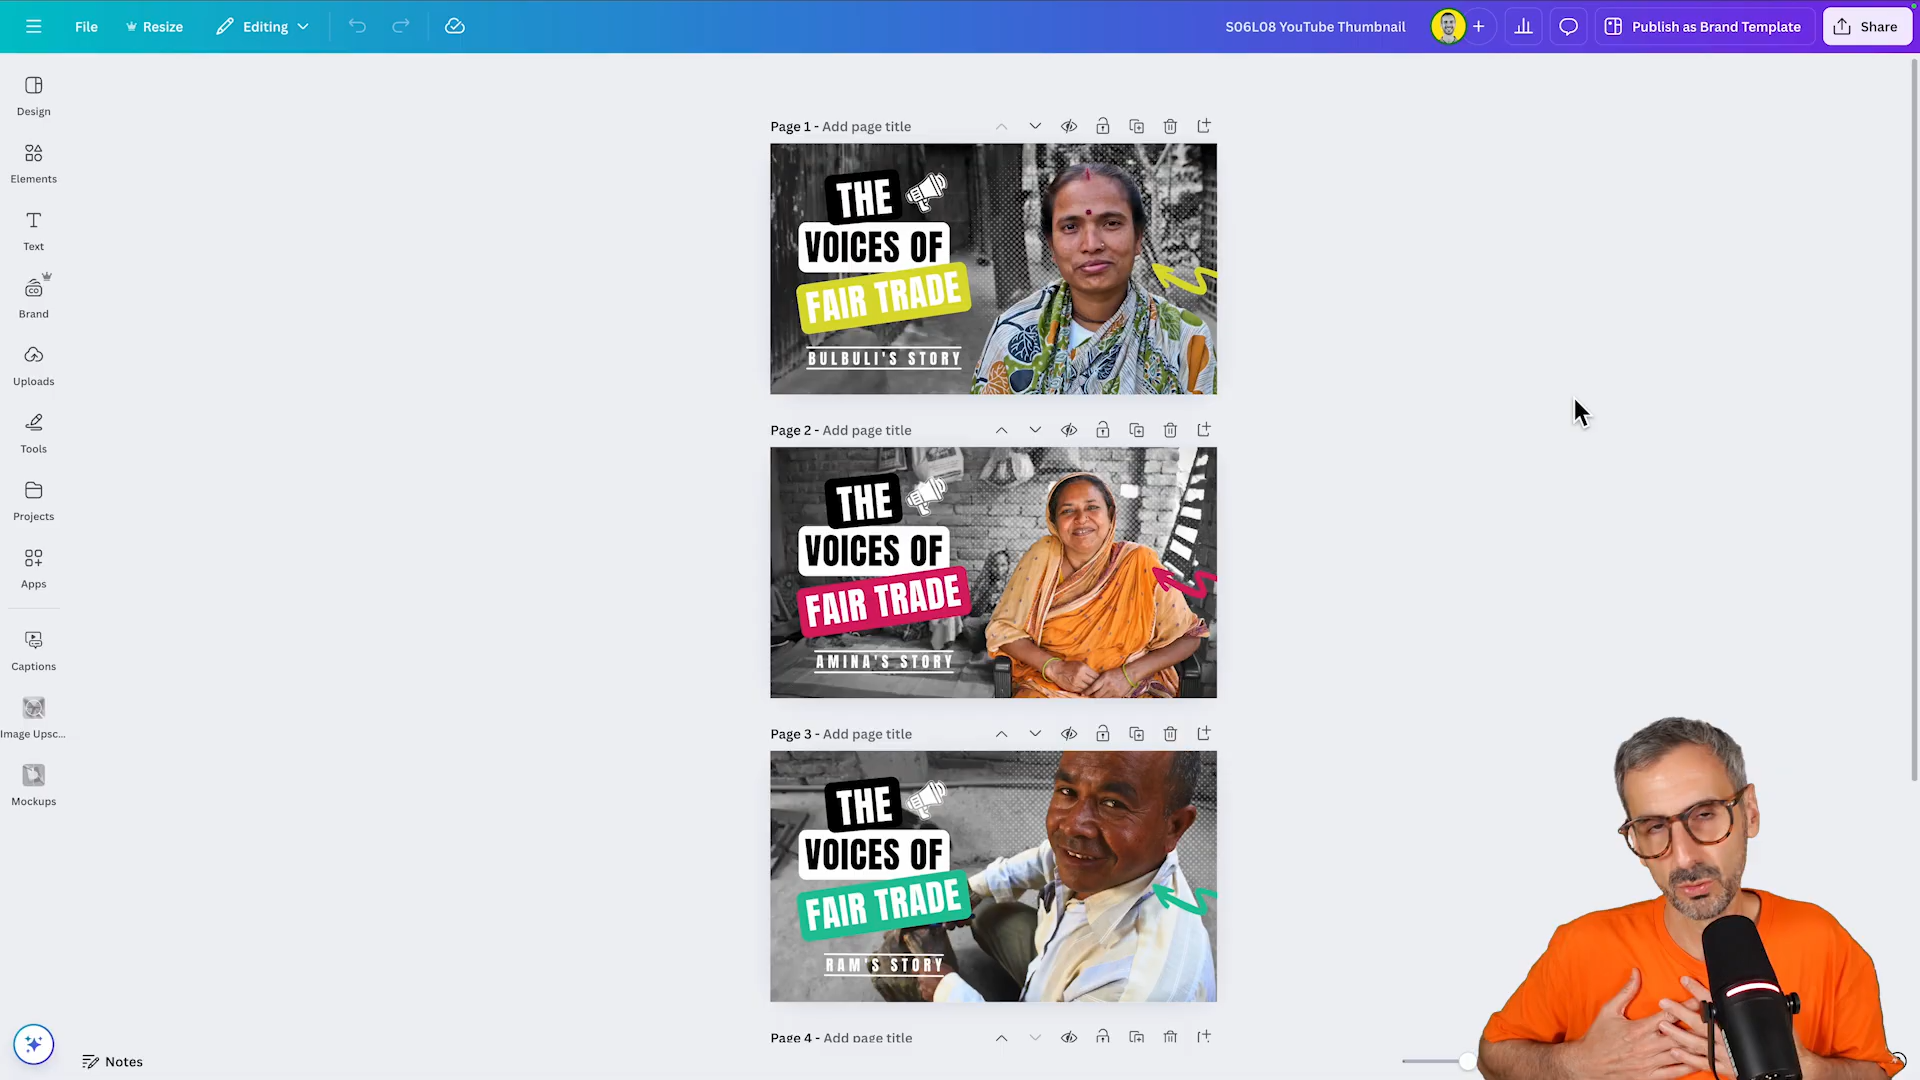 File
Resize
Editing
S06L08 YouTube Thumbnail
Publish as Brand Template
Share
Design
Elements
Text
Brand
Uploads
Tools
Projects
Apps
Captions
Image Upsc...
Mockups
Page 1 - Add page title
THE
VOICES OF
FAIR TRADE
BULBULI'S STORY
Page 2 - Add page title
THE
VOICES OF
FAIR TRADE
AMINA'S STORY
Page 3 - Add page title
THE
VOICES OF
FAIR TRADE
RAM'S STORY
Page 4 - Add page title
Notes